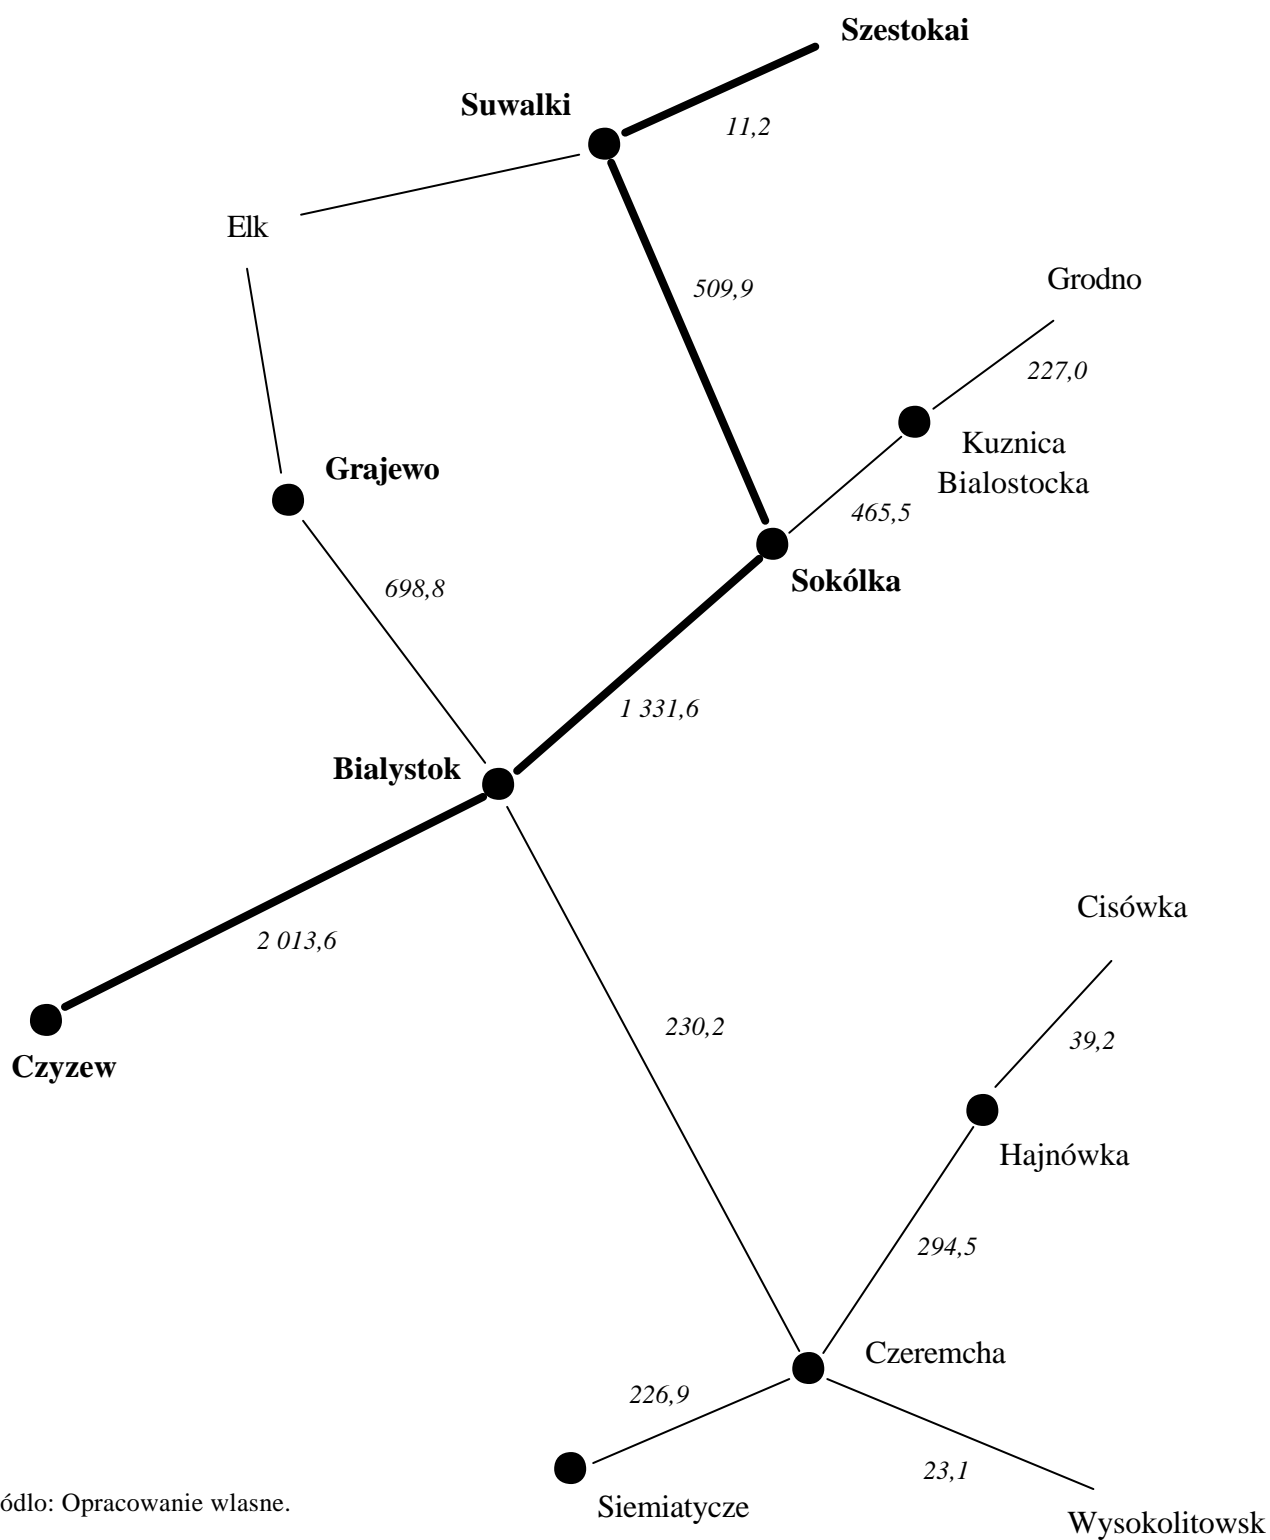 Szestokai
Suwalki
11,2
Elk
509,9
Grodno
227,0
Kuznica
Bialostocka
Grajewo
465,5
Sokólka
698,8
1 331,6
Bialystok
Cisówka
2 013,6
230,2
39,2
Czyzew
Hajnówka
294,5
Czeremcha
226,9
23,1
ódlo: Opracowanie wlasne.
Siemiatycze
Wysokolitowsk